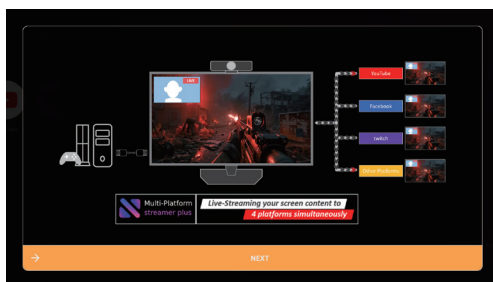 LIVE
YouTube
Facebook
twitch
Other Platforms
Multi-Platform
streamer plus
Live-Streaming your screen content to
4 platforms simultaneously
NEXT